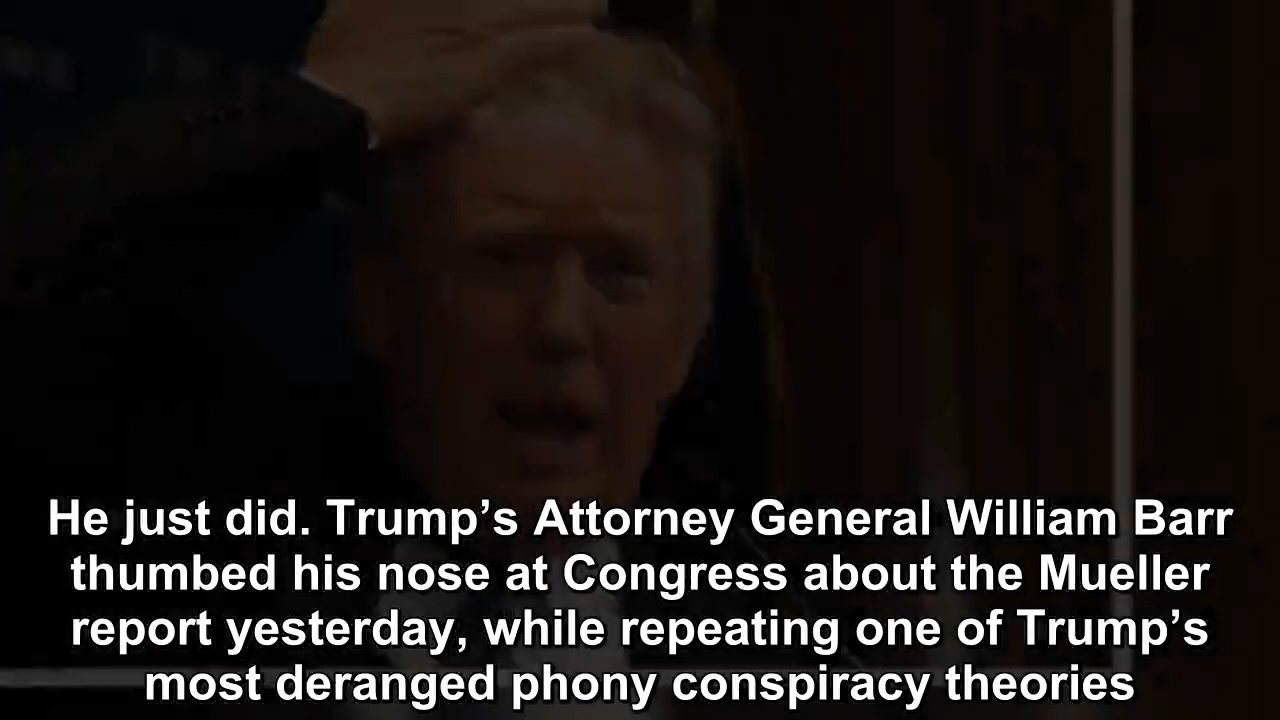 He just did. Trump’s Attorney General William Barr
thumbed his nose at Congress about the Mueller
report yesterday, while repeating one of Trump’s
most deranged phony conspiracy theories